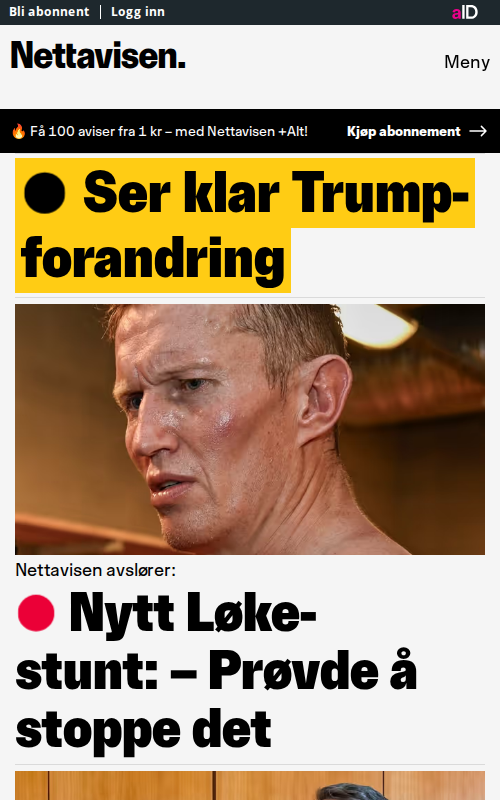 Bli abonnent Logg inn aID
Nettavisen.
Meny
🔥 Få 100 aviser fra 1 kr – med Nettavisen +Alt! Kjøp abonnement →
Ser klar Trump-
forandring
Nettavisen avslører:
Nytt Løke-
stunt: – Prøvde å
stoppe det